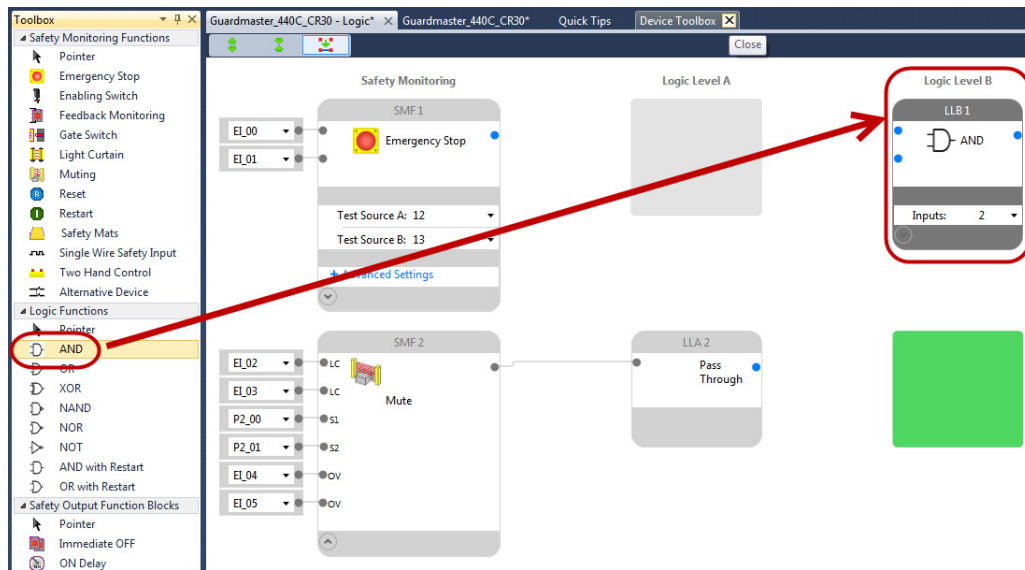 Toolbox
Guardmaster_440C_CR30 - Logic*
Guardmaster_440C_CR30*
Quick Tips
Device Toolbox
Close
Safety Monitoring Functions
Pointer
Emergency Stop
Enabling Switch
Feedback Monitoring
Gate Switch
Light Curtain
Muting
Reset
Restart
Safety Mats
Single Wire Safety Input
Two Hand Control
Alternative Device
Logic Functions
Pointer
AND
OR
XOR
NAND
NOR
NOT
AND with Restart
OR with Restart
Safety Output Function Blocks
Pointer
Immediate OFF
ON Delay
Safety Monitoring
Logic Level A
Logic Level B
SMF 1
EI_00
EI_01
Emergency Stop
Test Source A: 12
Test Source B: 13
+ Advanced Settings
LLB 1
AND
Inputs: 2
SMF 2
EI_02
LC
EI_03
LC
P2_00
S1
P2_01
S2
EI_04
OV
EI_05
OV
Mute
LLA 2
Pass
Through